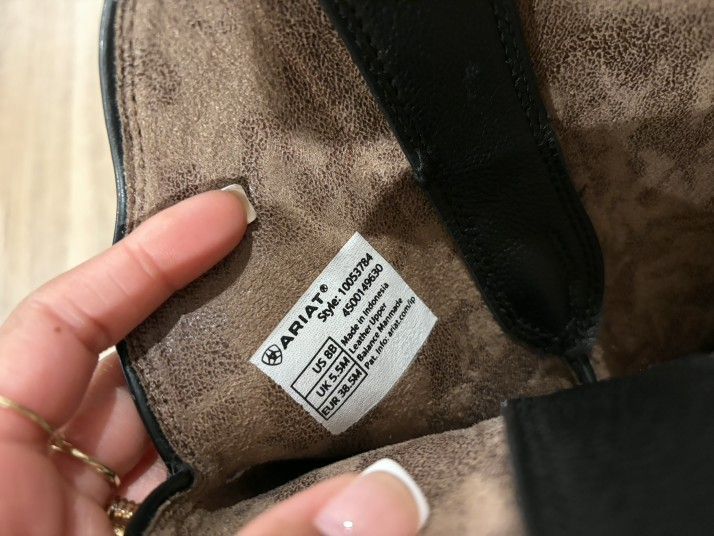 ARIAT®
Style: 10053784
4500149630
US 8B
UK 5.5M
EUR 38.5M
Made in Indonesia
Leather Upper
Balance Manmade
Pat. Info: ariat.com/ip